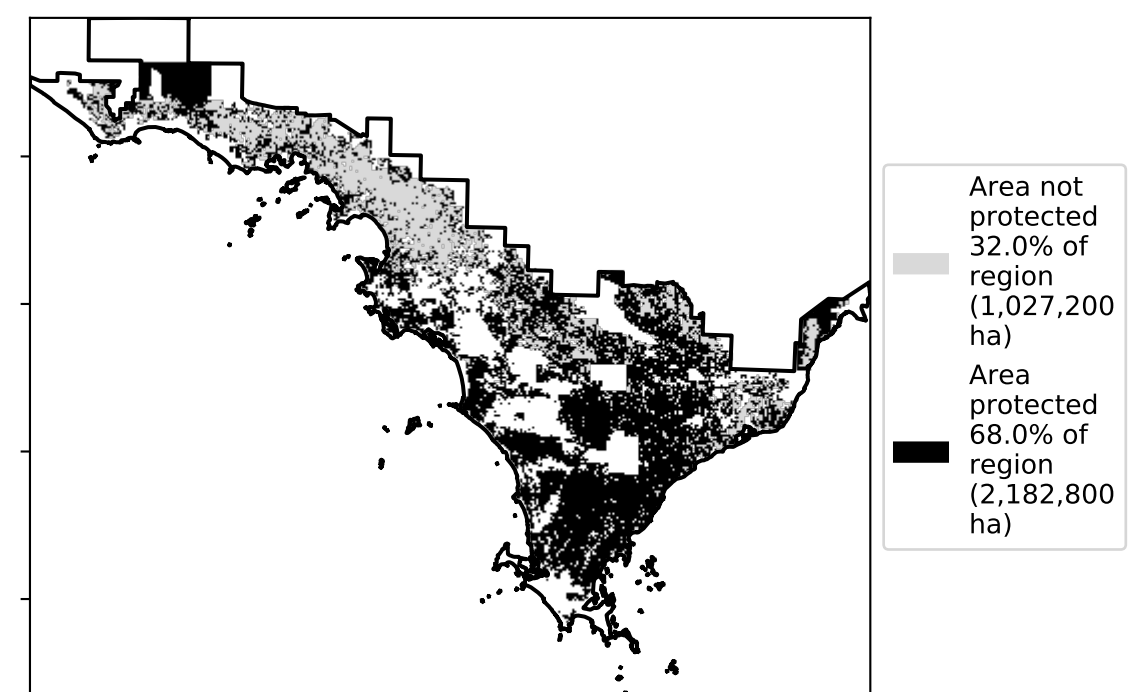 Area not
protected
32.0% of
region
(1,027,200
ha)
Area
protected
68.0% of
region
(2,182,800
ha)